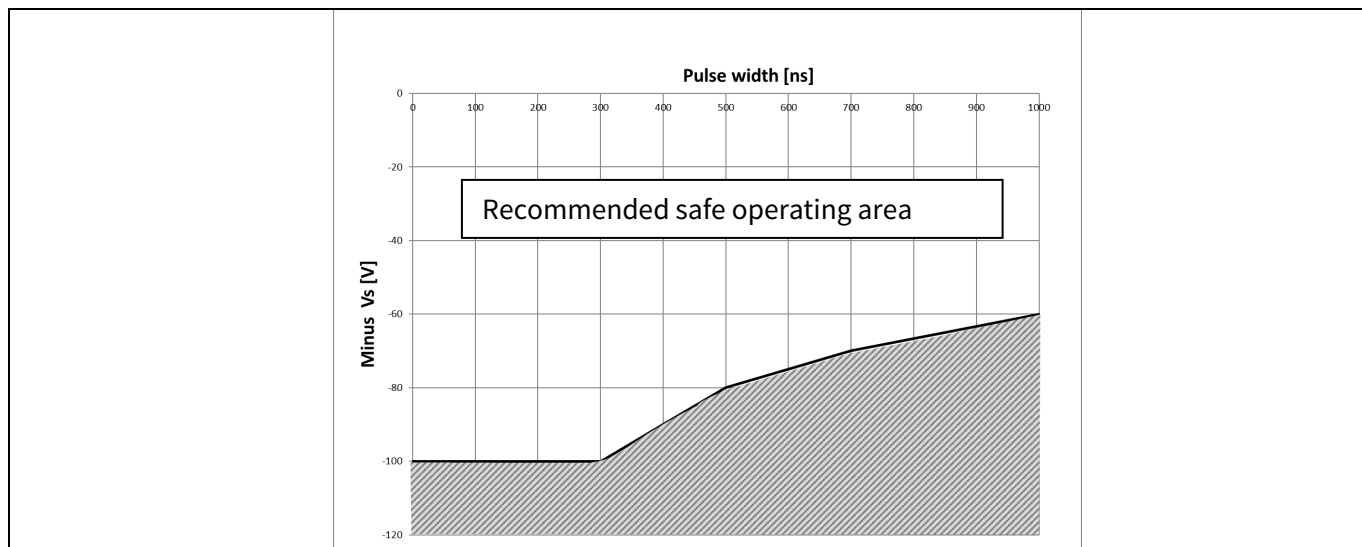 Pulse width [ns]
0 100 200 300 400 500 600 700 800 900 1000
0
-20
Recommended safe operating area
-40
Minus Vs [V]
-60
-80
-100
-120